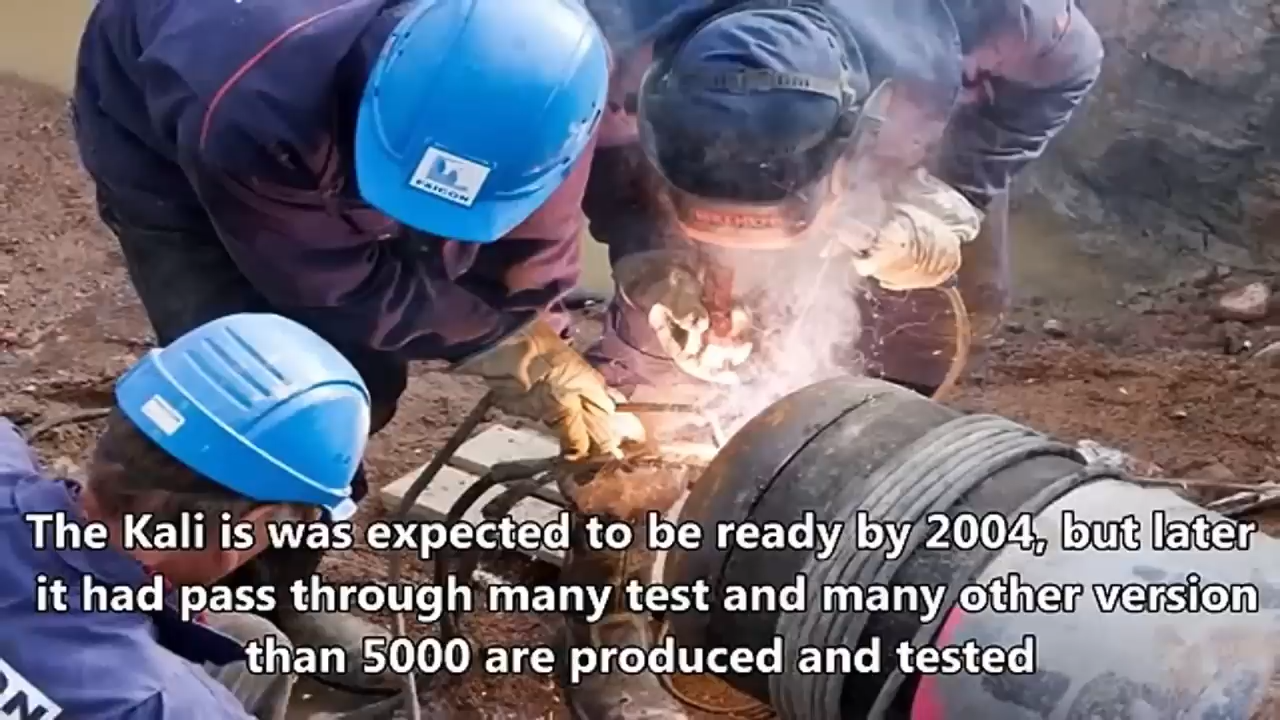 FAICON
The Kali is was expected to be ready by 2004, but later
it had pass through many test and many other version
than 5000 are produced and tested